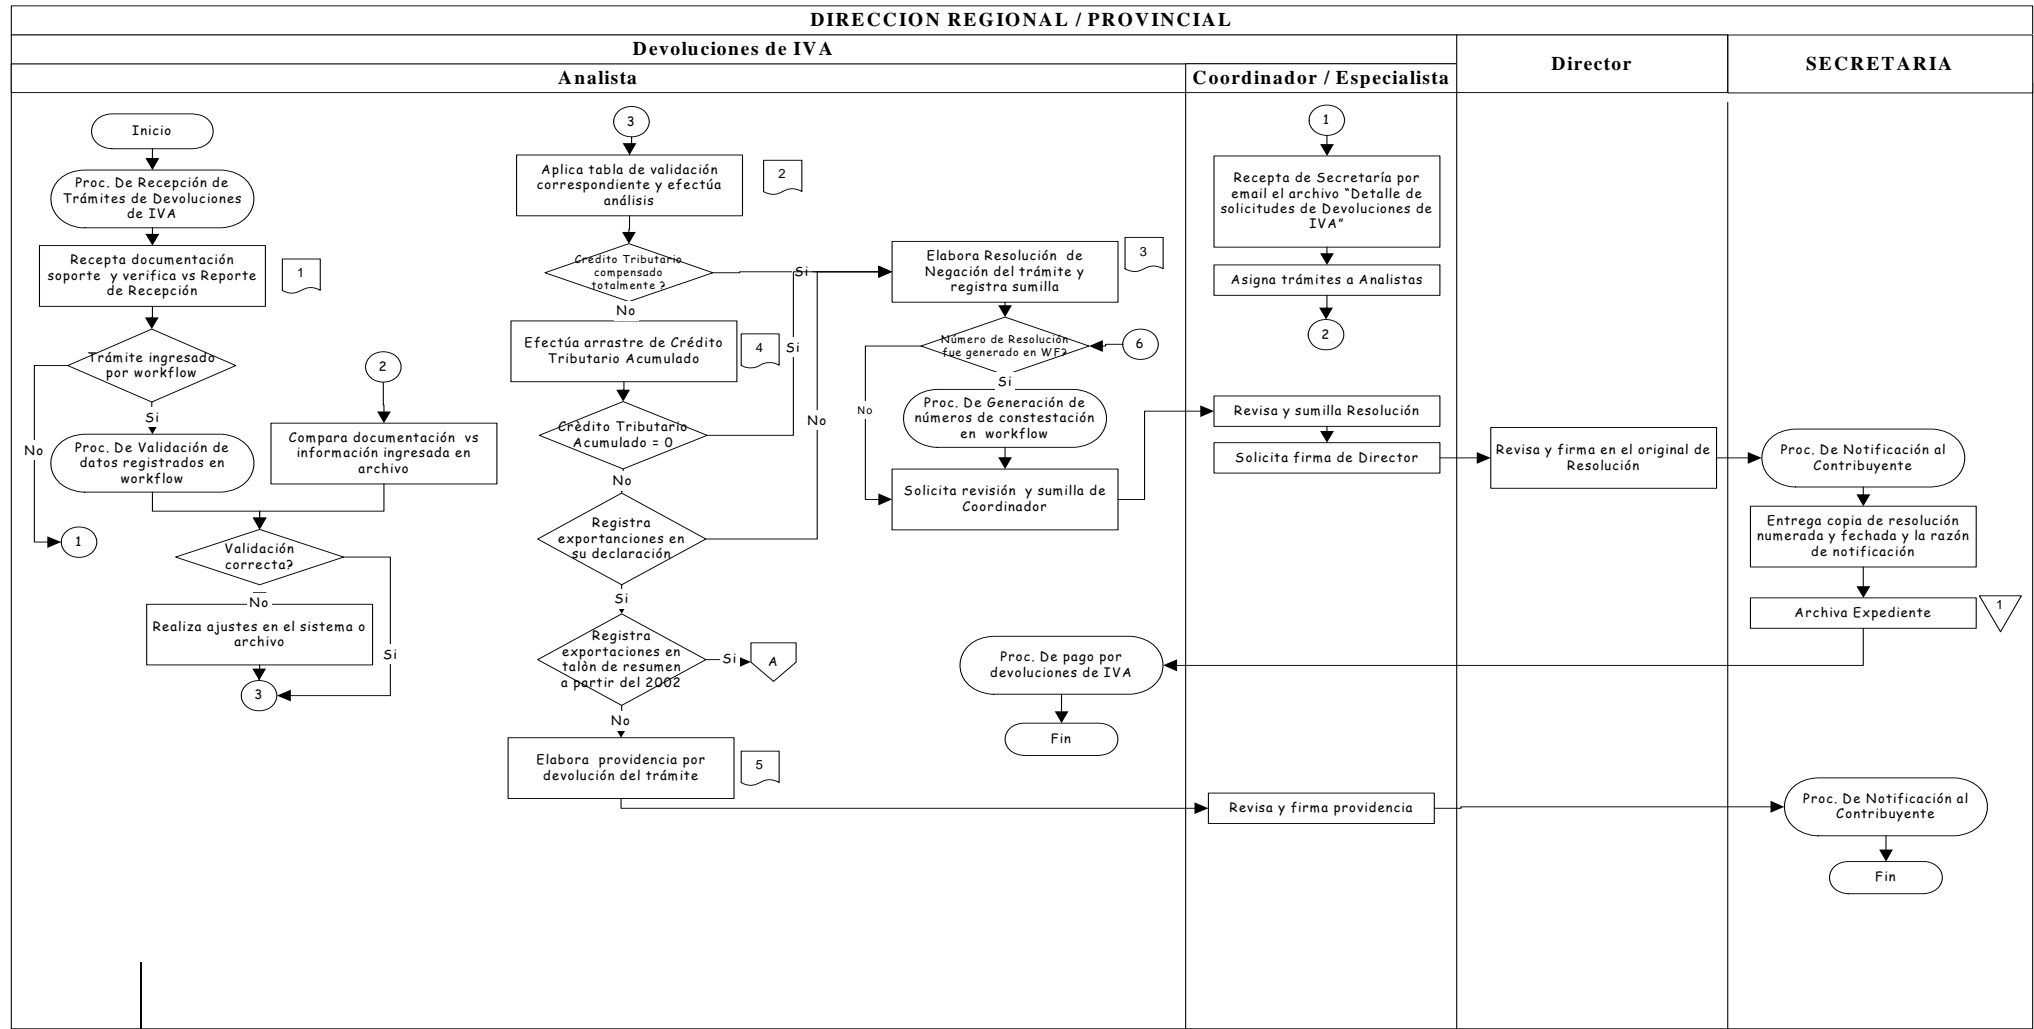 DIRECCION REGIONAL / PROVINCIAL
Devoluciones de IVA
Director
SECRETARIA
Analista
Coordinador / Especialista
Inicio
Proc. De Recepción de
Trámites de Devoluciones
de IVA
Recepta documentación
soporte y verifica vs Reporte
de Recepción
1
Trámite ingresado
por workflow
Si
No
Proc. De Validación de
datos registrados en
workflow
1
2
Compara documentación vs
información ingresada en
archivo
Validación
correcta?
No
Realiza ajustes en el sistema o
archivo
Si
3
3
Aplica tabla de validación
correspondiente y efectúa
análisis
2
Crédito Tributario
compensado
totalmente ?
Si
No
Efectúa arrastre de Crédito
Tributario Acumulado
4
Si
Crèdito Tributario
Acumulado = 0
No
No
Registra
exportanciones en
su declaración
Si
Registra
exportaciones en
talòn de resumen
a partir del 2002
Si
A
No
Elabora providencia por
devolución del trámite
5
Elabora Resolución de
Negación del trámite y
registra sumilla
3
Número de Resolución
fue generado en WF?
6
Si
No
Proc. De Generación de
números de constestación
en workflow
Solicita revisión y sumilla de
Coordinador
Proc. De pago por
devoluciones de IVA
Fin
1
Recepta de Secretaría por
email el archivo “Detalle de
solicitudes de Devoluciones de
IVA”
Asigna trámites a Analistas
2
Revisa y sumilla Resolución
Solicita firma de Director
Revisa y firma providencia
Revisa y firma en el original de
Resolución
Proc. De Notificación al
Contribuyente
Entrega copia de resolución
numerada y fechada y la razón
de notificación
Archiva Expediente
1
Proc. De Notificación al
Contribuyente
Fin